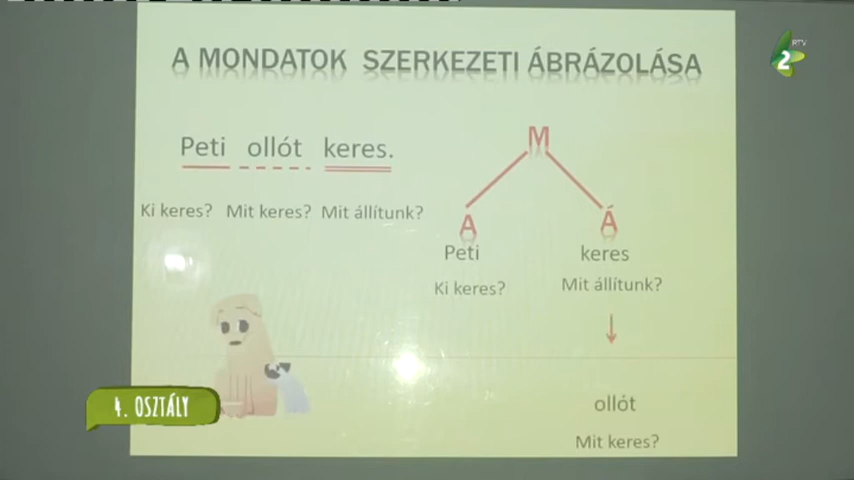 A MONDATOK SZERKEZETI ÁBRÁZOLÁSA
RTV
2
Peti ollót keres.
Ki keres? Mit keres? Mit állítunk?
M
A Á
Peti keres
Ki keres? Mit állítunk?
ollót
Mit keres?
4. OSZTÁLY